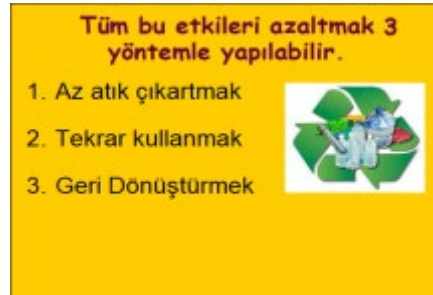 Tüm bu etkileri azaltmak 3
yöntemle yapılabilir.
1. Az atık çıkartmak
2. Tekrar kullanmak
3. Geri Dönüştürmek